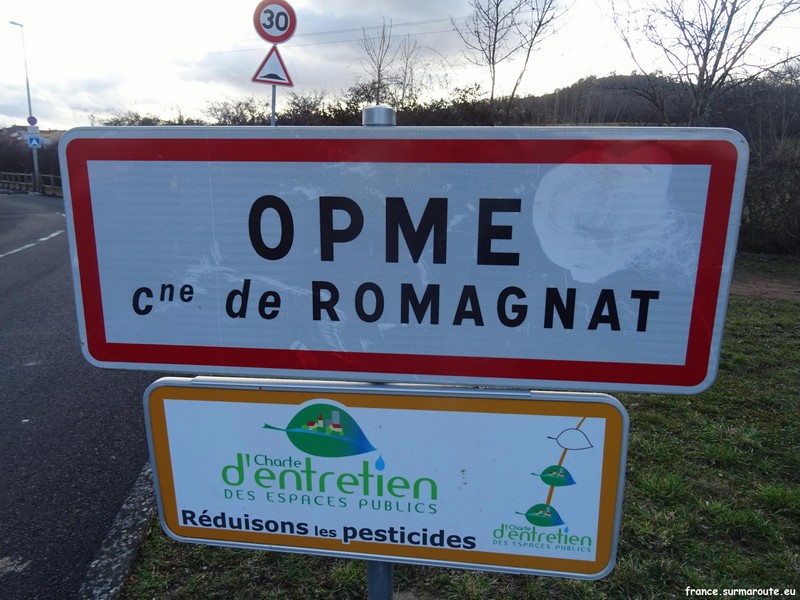 30
OPME
Cne de ROMAGNAT
Charte
d'entretien
DES ESPACES PUBLICS
Réduisons les pesticides
Charte
d'entretien
DES ESPACES PUBLICS
france.surmaroute.eu